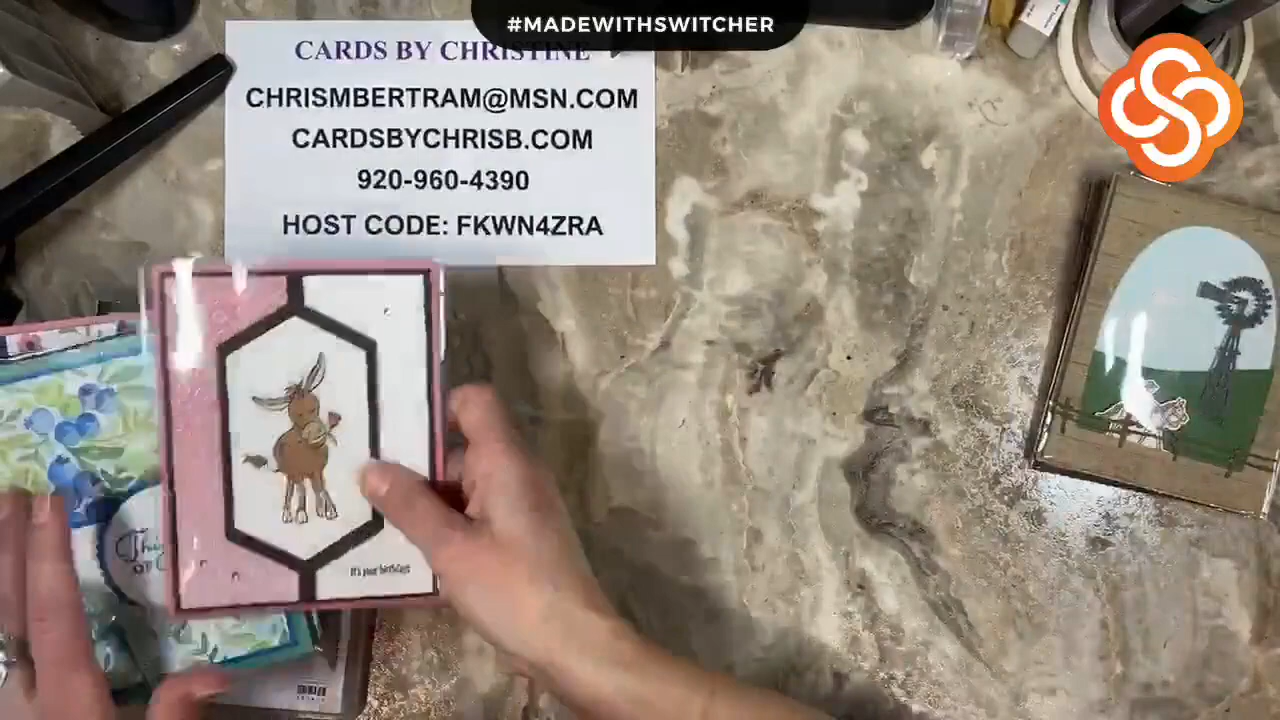 #MADEWITHSWITCHER
CARDS BY CHRISTINE
CHRISMBERTRAM@MSN.COM
CARDSBYCHRISB.COM
920-960-4390
HOST CODE: FKWN4ZRA
It's your birthday!